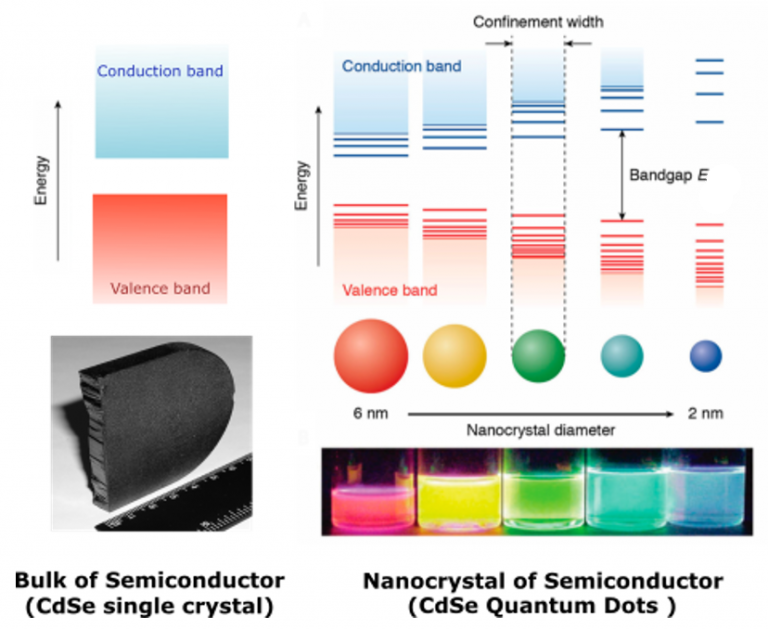 Conduction band
Energy
Valence band
Confinement width
Conduction band
Energy
Bandgap E
Valence band
6 nm
2 nm
Nanocrystal diameter
Bulk of Semiconductor
(CdSe single crystal)
Nanocrystal of Semiconductor
(CdSe Quantum Dots )